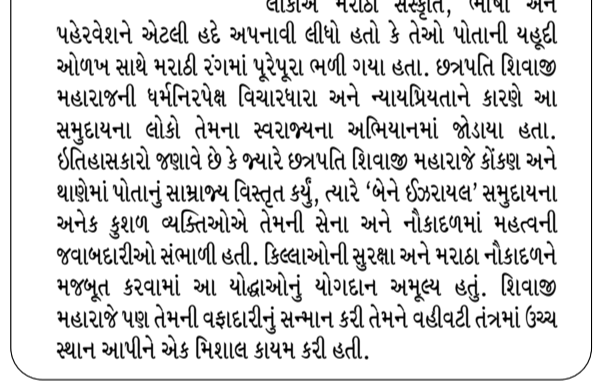 લોકોએ મરાઠા સંસ્કૃતિ, ભાષા અને
પહેરવેશને એટલી હદે અપનાવી લીધો હતો કે તેઓ પોતાની યહૂદી
ઓળખ સાથે મરાઠી રંગમાં પૂરેપૂરા ભળી ગયા હતા. છત્રપતિ શિવાજી
મહારાજની ધર્મનિરપેક્ષ વિચારધારા અને ન્યાયપ્રિયતાને કારણે આ
સમુદાયના લોકો તેમના સ્વરાજ્યના અભિયાનમાં જોડાયા હતા.
ઇતિહાસકારો જણાવે છે કે જ્યારે છત્રપતિ શિવાજી મહારાજે કોંકણ અને
થાણેમાં પોતાનું સામ્રાજ્ય વિસ્તૃત કર્યું, ત્યારે ‘બેને ઈઝરાયલ’ સમુદાયના
અનેક કુશળ વ્યક્તિઓએ તેમની સેના અને નૌકાદળમાં મહત્વની
જવાબદારીઓ સંભાળી હતી. કિલ્લાઓની સુરક્ષા અને મરાઠા નૌકાદળને
મજબૂત કરવામાં આ યોદ્ધાઓનું યોગદાન અમૂલ્ય હતું. શિવાજી
મહારાજે પણ તેમની વફાદારીનું સન્માન કરી તેમને વહીવટી તંત્રમાં ઉચ્ચ
સ્થાન આપીને એક મિશાલ કાયમ કરી હતી.